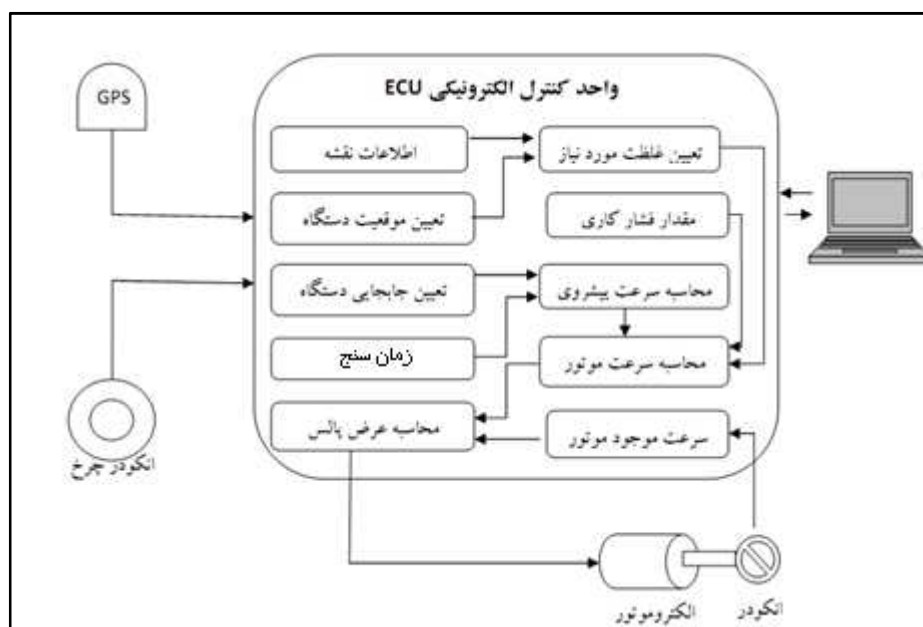 واحد کنترل الکترونیکی ECU
GPS
اطلاعات نقشه
تعیین غلظت مورد نیاز
تعیین موقعیت دستگاه
مقدار فشار کاری
تعیین جابجایی دستگاه
محاسبه سرعت پیشروی
زمان سنج
محاسبه سرعت موتور
محاسبه عرض پالس
سرعت موجود موتور
انکودر چرخ
الکتروموتور
انکودر